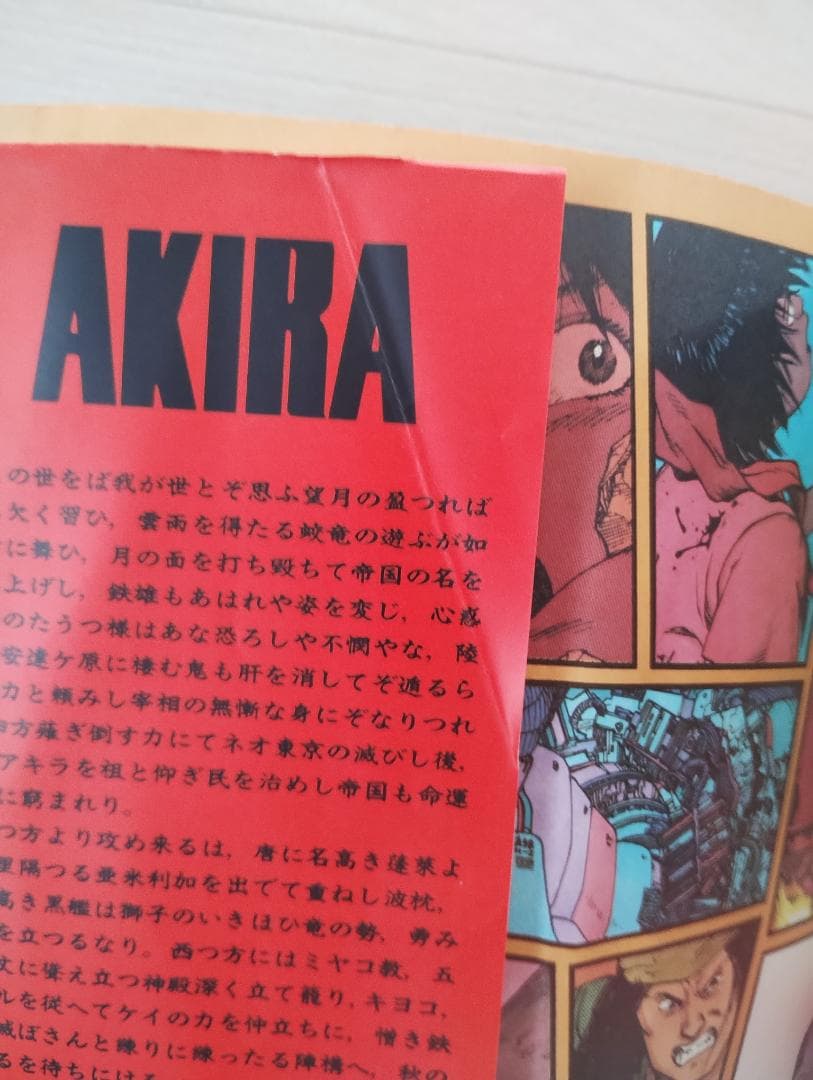 AKIRA
の世をば我が世とぞ思ふ望月の盈つれば
欠く習ひ，雲雨を得たる蛟竜の遊ぶが如
に舞ひ，月の面を打ち毀ちて帝国の名を
上げし，鉄雄もあはれや姿を変じ，心惑
のたうつ様はあな恐ろしや不憫やな，陸
安達ケ原に棲む鬼も肝を消してぞ遁るら
力と頼みし宰相の無慚な身にぞなりつれ
方薙ぎ倒す力にてネオ東京の滅びし後，
アキラを祖と仰ぎ民を治めし帝国も命運
に窮まれり。
つ方より攻め来るは，唐に名高き蓬萊よ
里隔つる亜米利加を出でて重ねし波枕，
高き黒艦は獅子のいきほひ竜の勢，勇み
を立つるなり。西つ方にはミヤコ教，五
丈に聳え立つ神殿深く立て籠り，キヨコ，
ルを従へてケイの力を仲立ちに，憎き鉄
滅ぼさんと練りに練ったる陣構へ，秋の
るを待ちにける